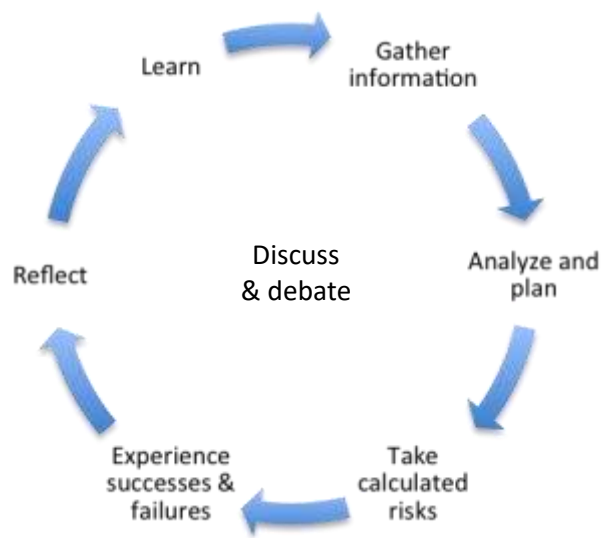 Learn
Gather
information
Analyze and
plan
Take
calculated
risks
Experience
successes &
failures
Reflect
Discuss
& debate